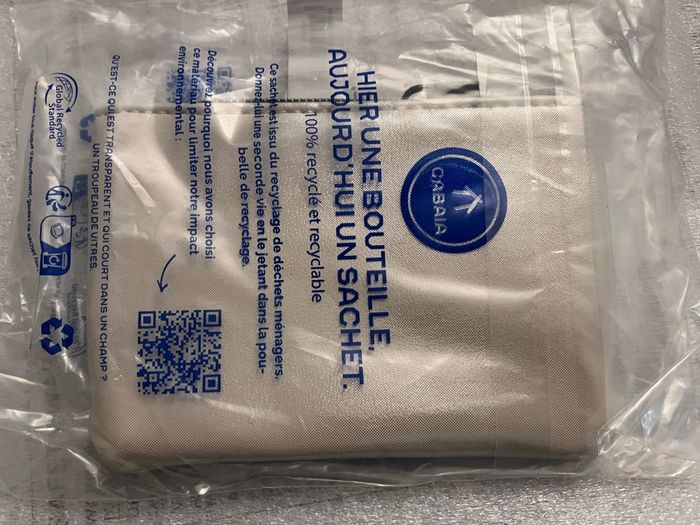 CABAIA
HIER UNE BOUTEILLE,
AUJOURD'HUI UN SACHET.
100% recyclé et recyclable
Ce sachet est issu du recyclage de déchets ménagers.
Donnez-lui une seconde vie en le jetant dans la pou-
belle de recyclage.
Découvrez pourquoi nous avons choisi
ce matériau pour limiter notre impact
environnemental :
QU'EST-CE QUI EST TRANSPARENT ET QUI COURT DANS UN CHAMP ?
UN TROUPEAU DE VITRES.
Global Recycled
Standard